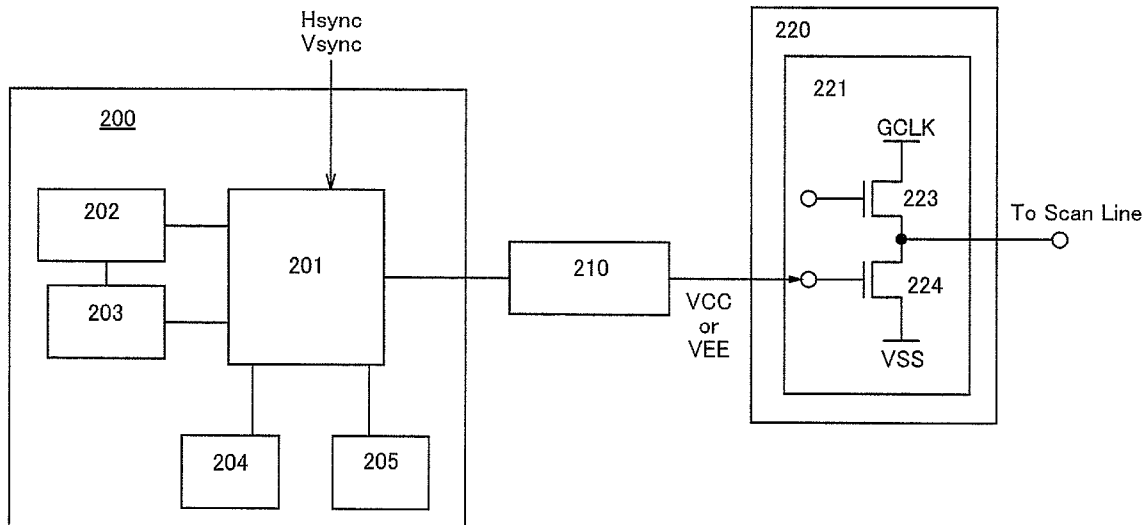 Hsync
Vsync
200
202
203
201
204
205
210
VCC
or
VEE
220
221
GCLK
223
224
VSS
To Scan Line